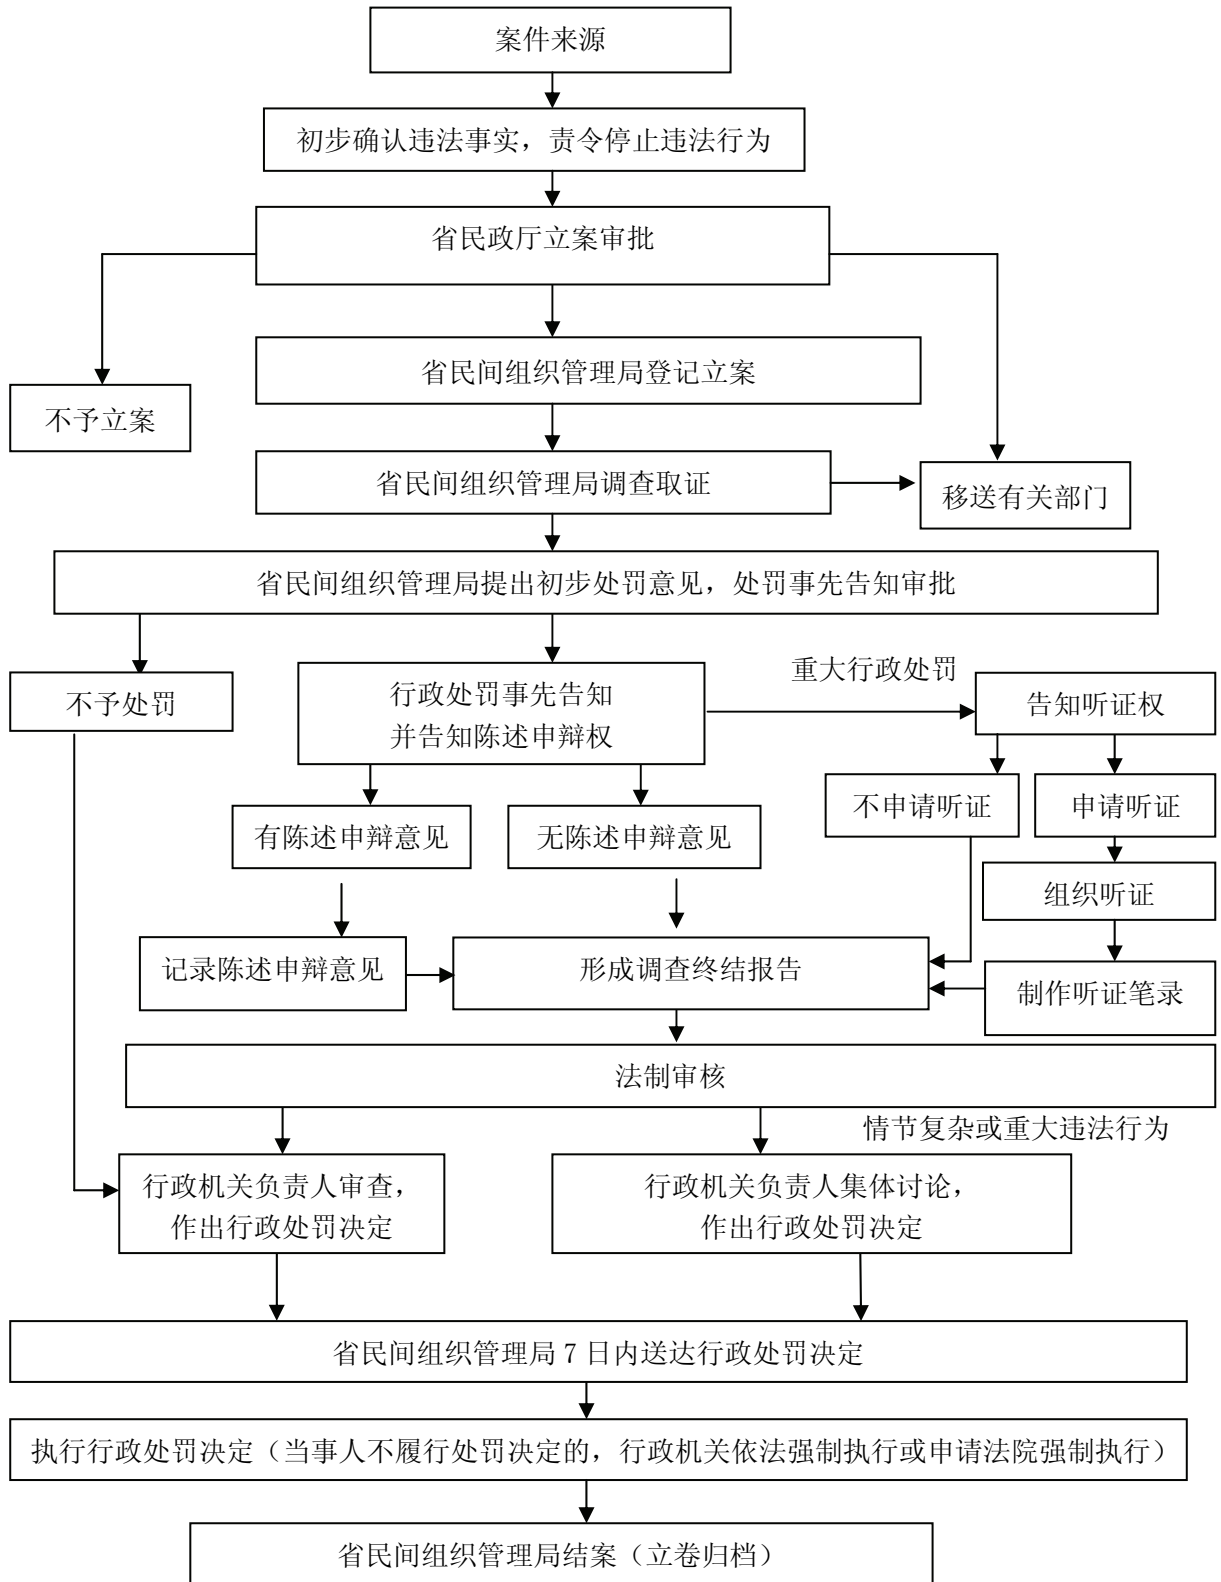 案件来源
初步确认违法事实，责令停止违法行为
省民政厅立案审批
省民间组织管理局登记立案
不予立案
省民间组织管理局调查取证
移送有关部门
省民间组织管理局提出初步处罚意见，处罚事先告知审批
重大行政处罚
不予处罚
行政处罚事先告知
并告知陈述申辩权
告知听证权
不申请听证
申请听证
有陈述申辩意见
无陈述申辩意见
组织听证
记录陈述申辩意见
形成调查终结报告
制作听证笔录
法制审核
情节复杂或重大违法行为
行政机关负责人审查，
作出行政处罚决定
行政机关负责人集体讨论，
作出行政处罚决定
省民间组织管理局 7 日内送达行政处罚决定
执行行政处罚决定（当事人不履行处罚决定的，行政机关依法强制执行或申请法院强制执行）
省民间组织管理局结案（立卷归档）